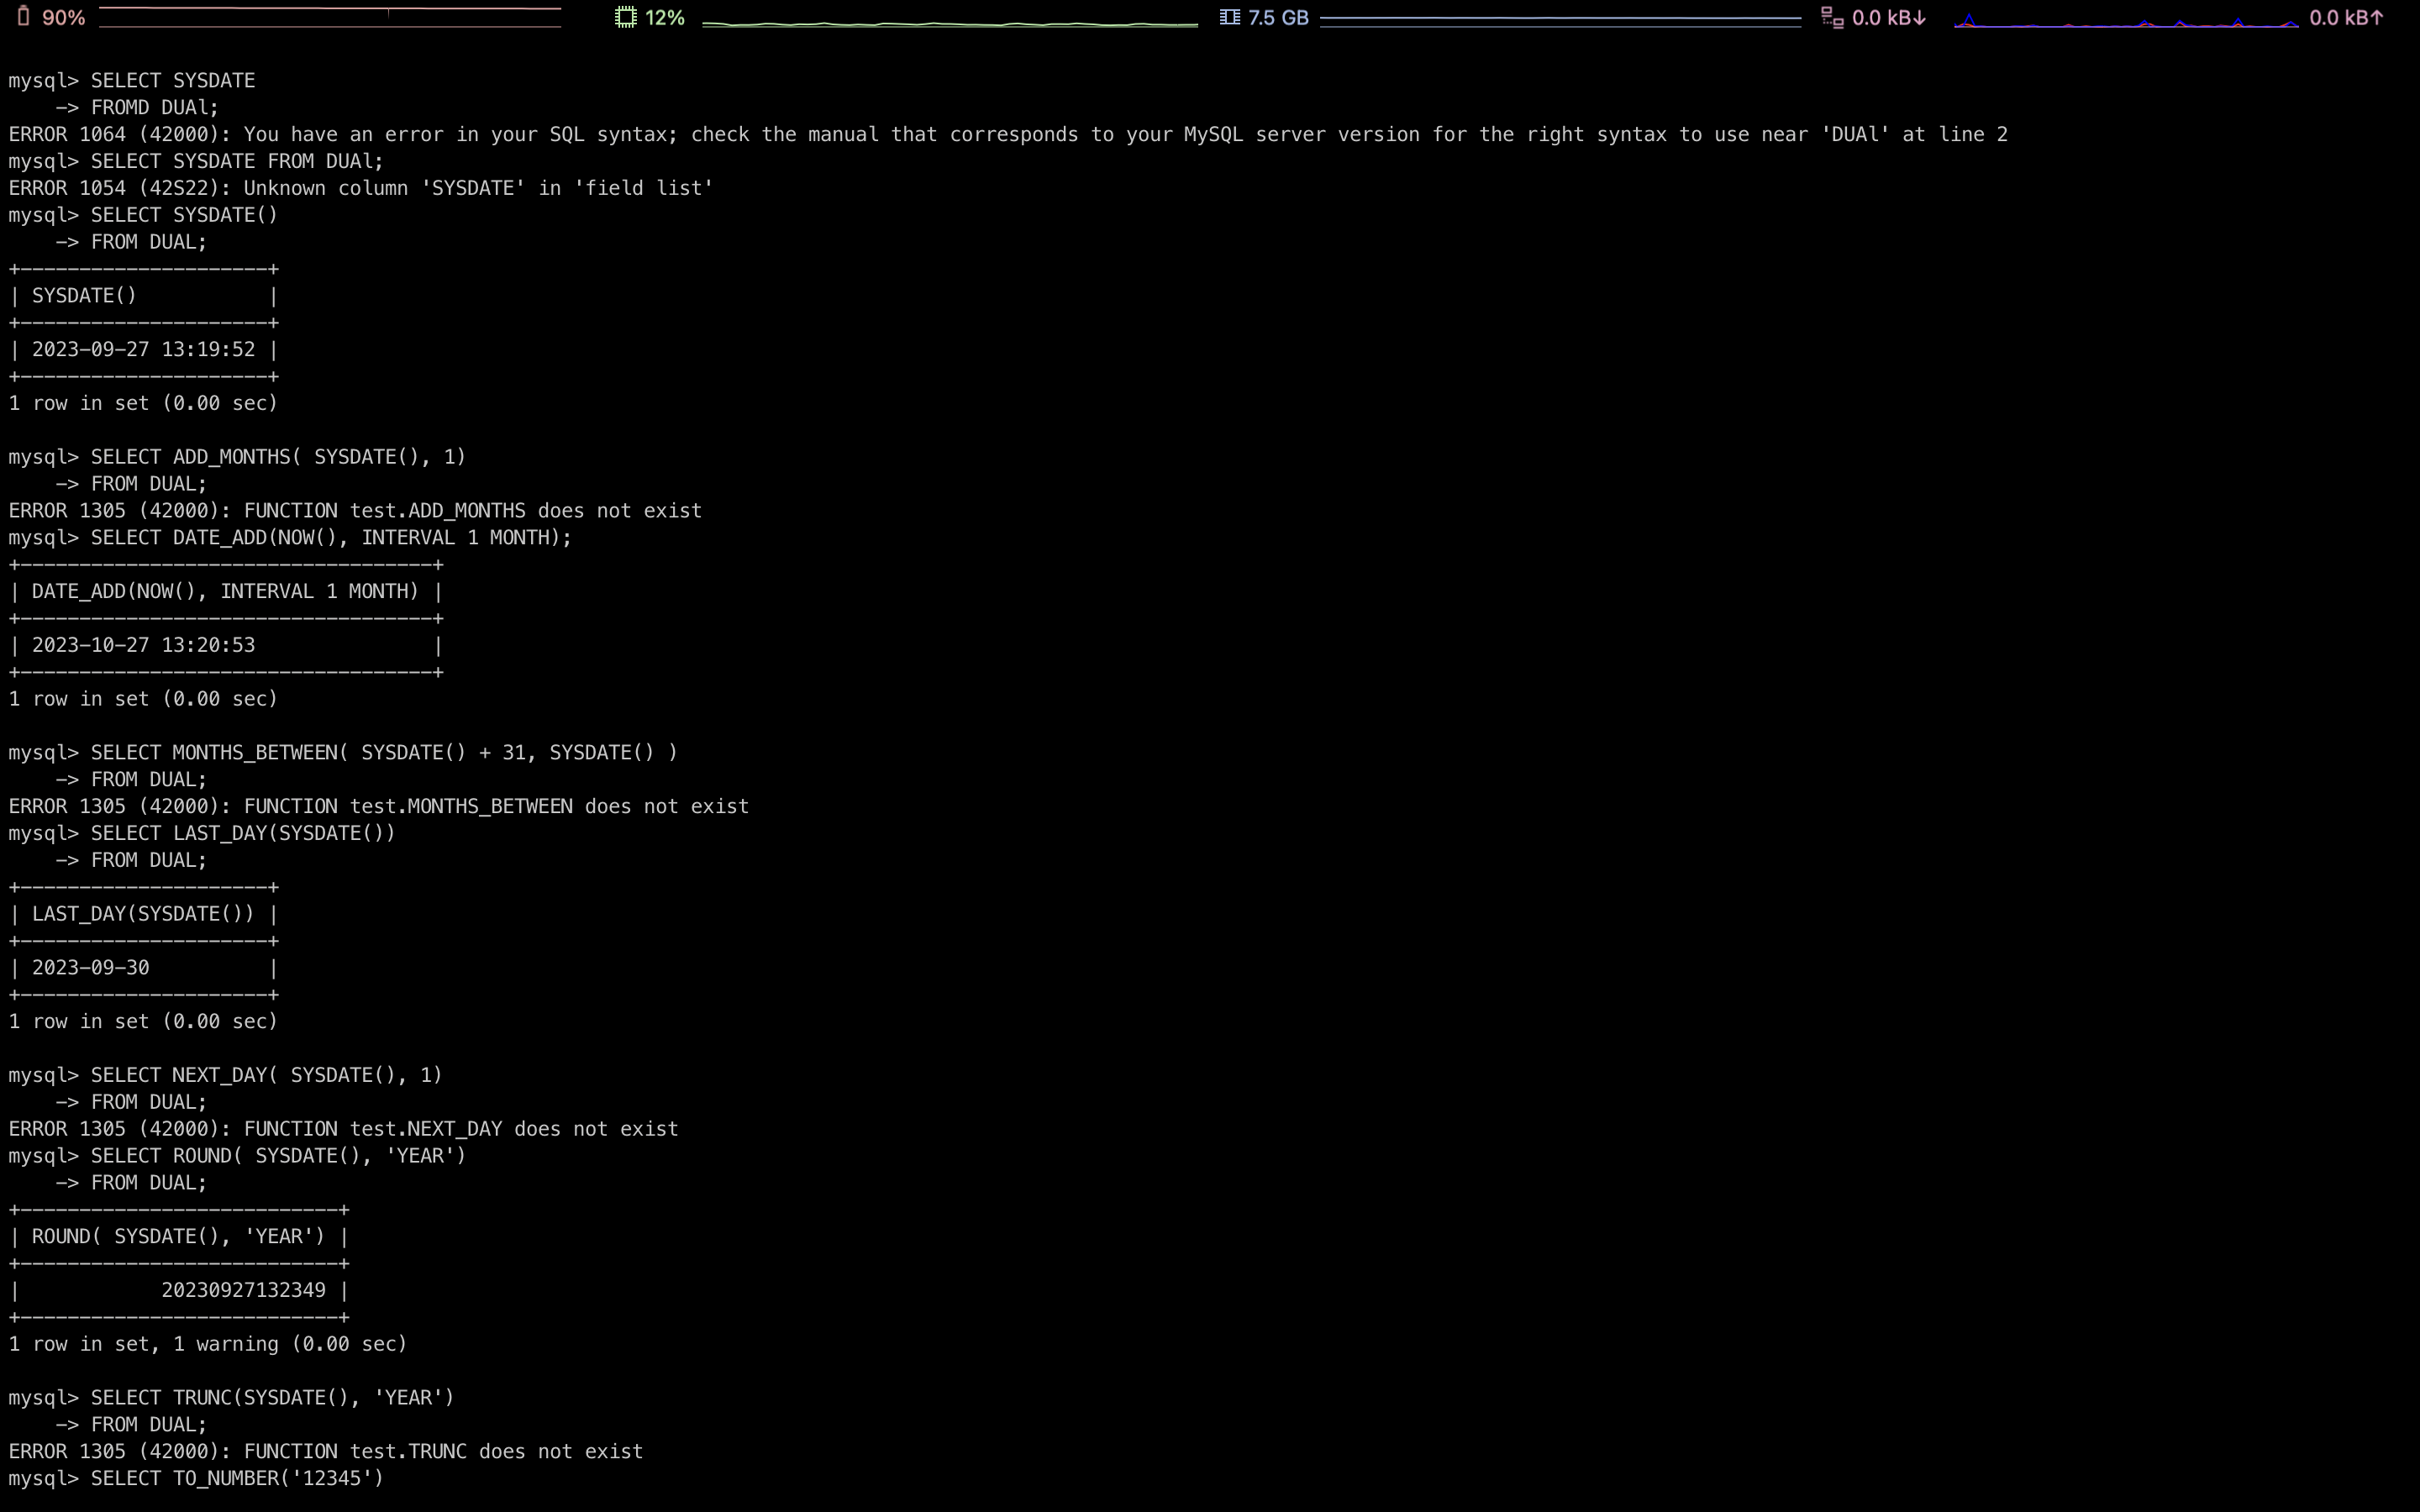 90% 12% 7.5 GB 0.0 kB↓ 0.0 kB↑
mysql> SELECT SYSDATE
    -> FROMD DUAl;
ERROR 1064 (42000): You have an error in your SQL syntax; check the manual that corresponds to your MySQL server version for the right syntax to use near 'DUAl' at line 2
mysql> SELECT SYSDATE FROM DUAl;
ERROR 1054 (42S22): Unknown column 'SYSDATE' in 'field list'
mysql> SELECT SYSDATE()
    -> FROM DUAL;
+---------------------+
| SYSDATE()           |
+---------------------+
| 2023-09-27 13:19:52 |
+---------------------+
1 row in set (0.00 sec)

mysql> SELECT ADD_MONTHS( SYSDATE(), 1)
    -> FROM DUAL;
ERROR 1305 (42000): FUNCTION test.ADD_MONTHS does not exist
mysql> SELECT DATE_ADD(NOW(), INTERVAL 1 MONTH);
+-----------------------------------+
| DATE_ADD(NOW(), INTERVAL 1 MONTH) |
+-----------------------------------+
| 2023-10-27 13:20:53               |
+-----------------------------------+
1 row in set (0.00 sec)

mysql> SELECT MONTHS_BETWEEN( SYSDATE() + 31, SYSDATE() )
    -> FROM DUAL;
ERROR 1305 (42000): FUNCTION test.MONTHS_BETWEEN does not exist
mysql> SELECT LAST_DAY(SYSDATE())
    -> FROM DUAL;
+---------------------+
| LAST_DAY(SYSDATE()) |
+---------------------+
| 2023-09-30          |
+---------------------+
1 row in set (0.00 sec)

mysql> SELECT NEXT_DAY( SYSDATE(), 1)
    -> FROM DUAL;
ERROR 1305 (42000): FUNCTION test.NEXT_DAY does not exist
mysql> SELECT ROUND( SYSDATE(), 'YEAR')
    -> FROM DUAL;
+---------------------------+
| ROUND( SYSDATE(), 'YEAR') |
+---------------------------+
|            20230927132349 |
+---------------------------+
1 row in set, 1 warning (0.00 sec)

mysql> SELECT TRUNC(SYSDATE(), 'YEAR')
    -> FROM DUAL;
ERROR 1305 (42000): FUNCTION test.TRUNC does not exist
mysql> SELECT TO_NUMBER('12345')